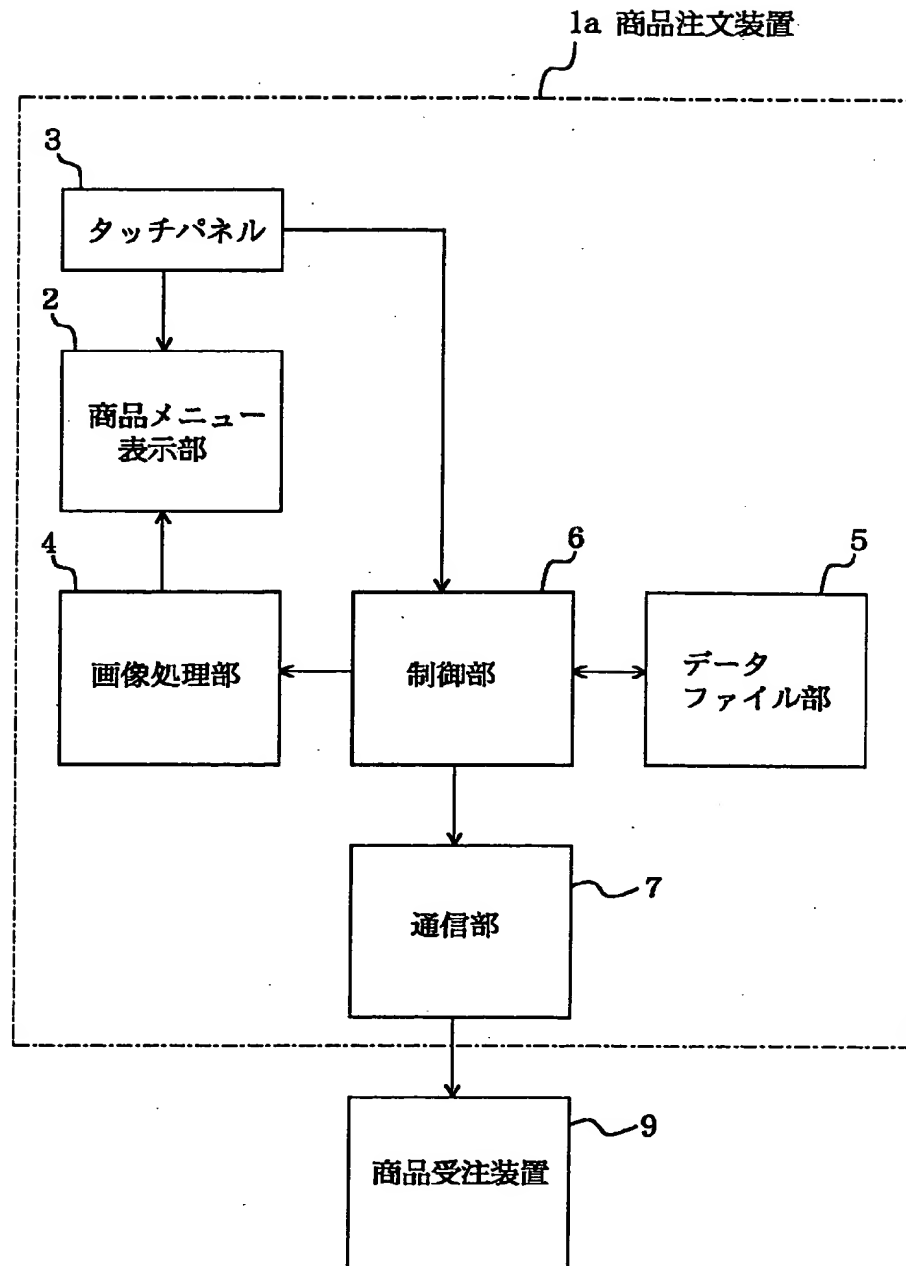 1a 商品注文装置
3
タッチパネル
2
商品メニュー
表示部
4
画像処理部
6
制御部
5
データ
ファイル部
7
通信部
9
商品受注装置